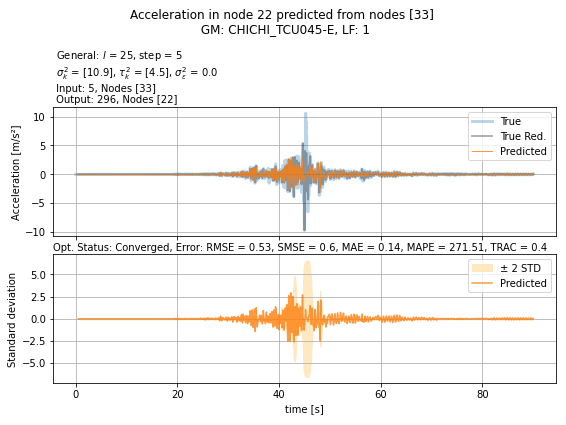 Acceleration in node 22 predicted from nodes [33]
GM: CHICHI_TCU045-E, LF: 1
General: l = 25, step = 5
σ²ₖ = [10.9], τ²ₖ = [4.5], σ²ε = 0.0
Input: 5, Nodes [33]
Output: 296, Nodes [22]
Acceleration [m/s²]
10
5
0
−5
−10
True
True Red.
Predicted
Opt. Status: Converged, Error: RMSE = 0.53, SMSE = 0.6, MAE = 0.14, MAPE = 271.51, TRAC = 0.4
Standard deviation
5.0
2.5
0.0
−2.5
−5.0
± 2 STD
Predicted
0 20 40 60 80
time [s]